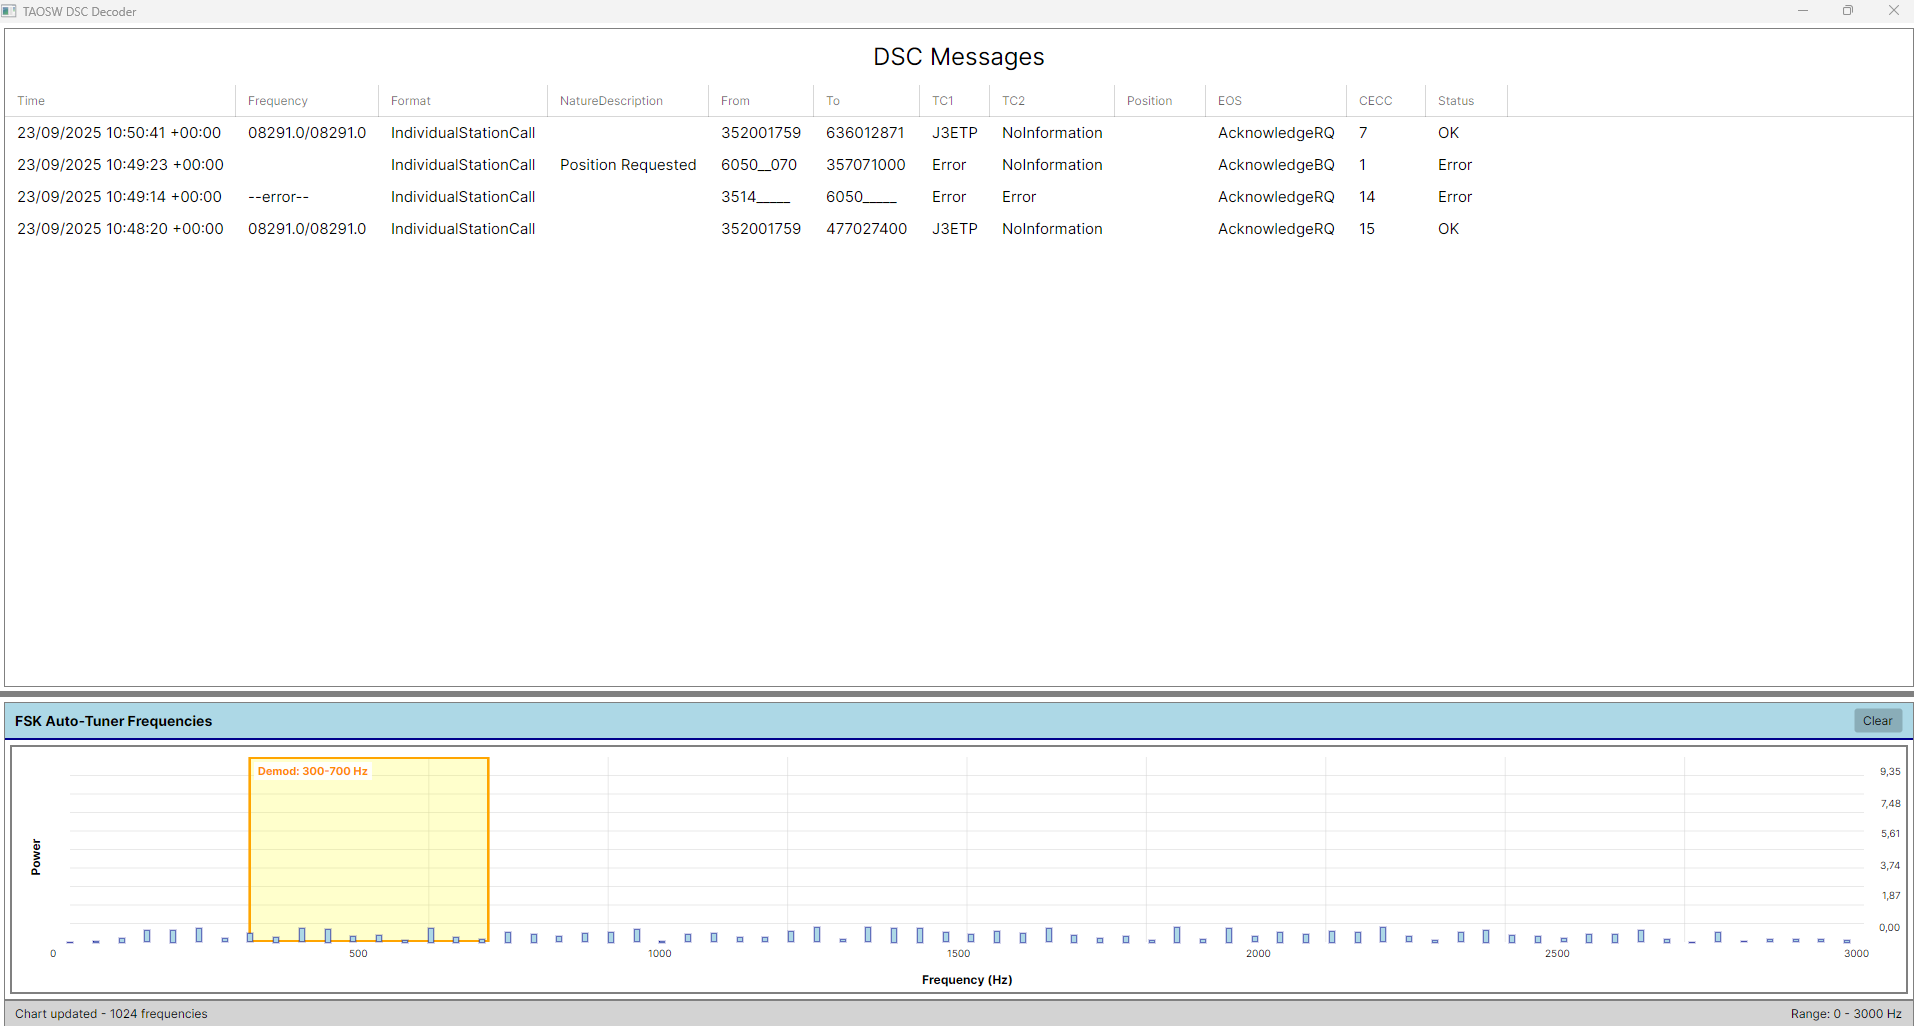 TAOSW DSC Decoder
DSC Messages
Time Frequency Format NatureDescription From To TC1 TC2 Position EOS CECC Status
23/09/2025 10:50:41 +00:00 08291.0/08291.0 IndividualStationCall 352001759 636012871 J3ETP NoInformation AcknowledgeRQ 7 OK
23/09/2025 10:49:23 +00:00 IndividualStationCall Position Requested 6050__070 357071000 Error NoInformation AcknowledgeBQ 1 Error
23/09/2025 10:49:14 +00:00 --error-- IndividualStationCall 3514_____ 6050_____ Error Error AcknowledgeRQ 14 Error
23/09/2025 10:48:20 +00:00 08291.0/08291.0 IndividualStationCall 352001759 477027400 J3ETP NoInformation AcknowledgeRQ 15 OK
FSK Auto-Tuner Frequencies Clear
Demod: 300-700 Hz
9,35
7,48
5,61
3,74
1,87
0,00
Power
0 500 1000 1500 2000 2500 3000
Frequency (Hz)
Chart updated - 1024 frequencies Range: 0 - 3000 Hz